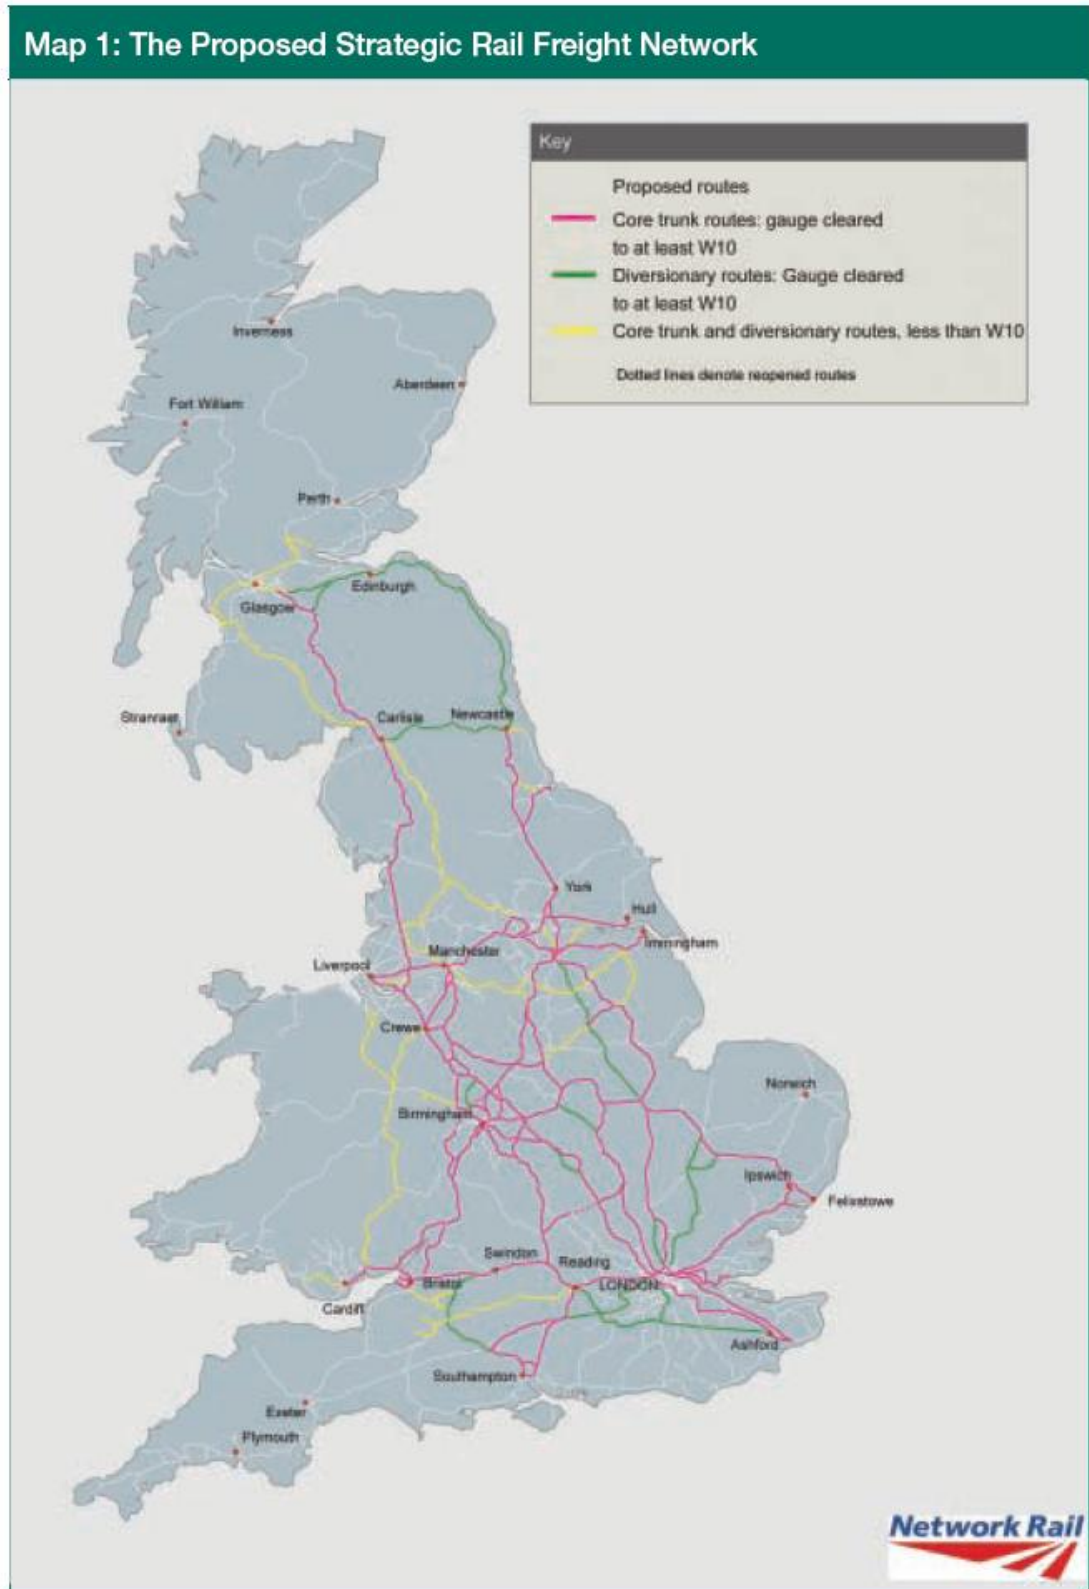 Map 1: The Proposed Strategic Rail Freight Network
Key
Proposed routes
Core trunk routes: gauge cleared
to at least W10
Diversionary routes: Gauge cleared
to at least W10
Core trunk and diversionary routes, less than W10
Dotted lines denote reopened routes
Inverness
Aberdeen
Fort William
Perth
Edinburgh
Glasgow
Stranraer
Carlisle
Newcastle
York
Hull
Immingham
Manchester
Liverpool
Crewe
Norwich
Birmingham
Ipswich
Felixstowe
Swindon
Reading
LONDON
Bristol
Cardiff
Ashford
Southampton
Exeter
Plymouth
Network Rail